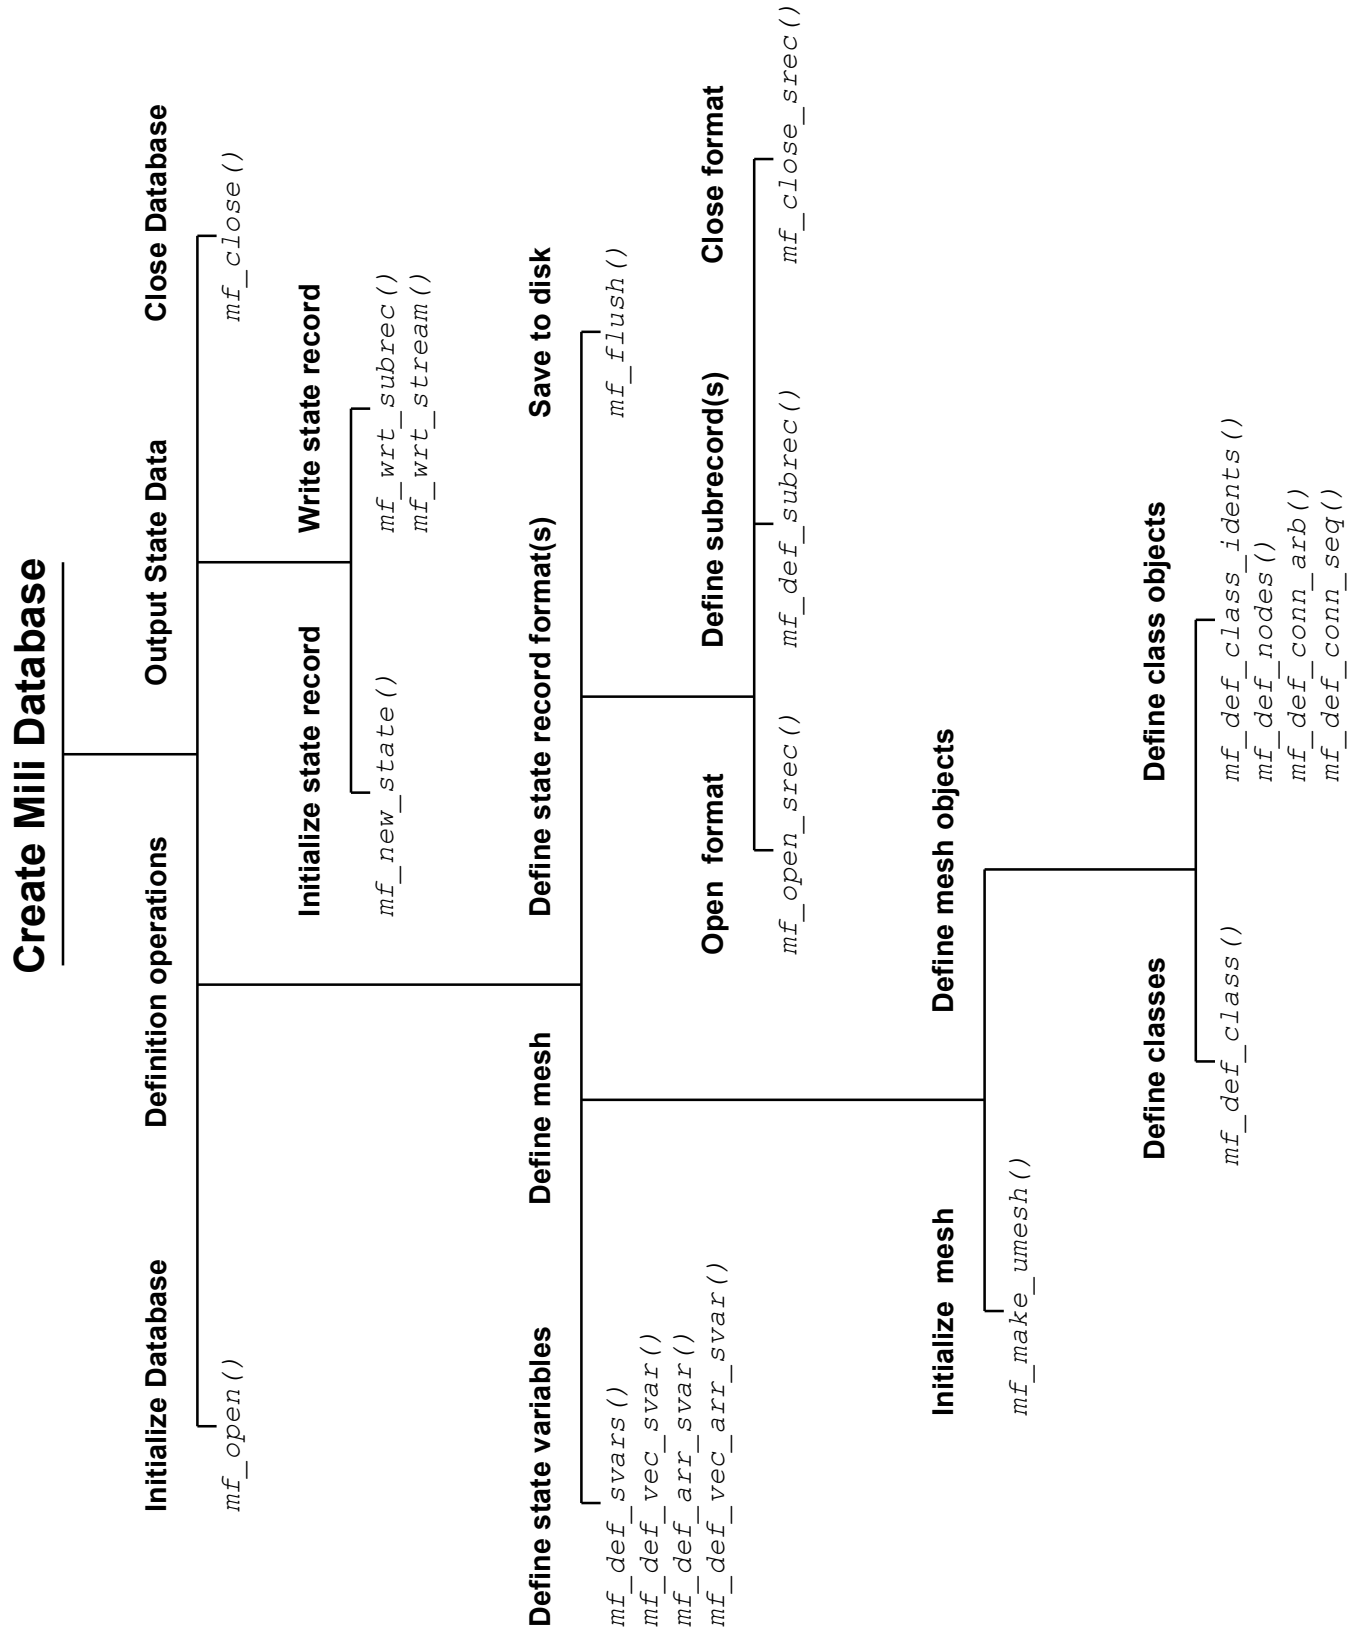 Create Mili Database
Initialize Database
mf_open()
Definition operations
Output State Data
Close Database
mf_close()
Initialize state record
mf_new_state()
Write state record
mf_wrt_subrec()
mf_wrt_stream()
Define state variables
mf_def_svars()
mf_def_vec_svar()
mf_def_arr_svar()
mf_def_vec_arr_svar()
Define mesh
Define state record format(s)
Save to disk
mf_flush()
Open format
mf_open_srec()
Define subrecord(s)
mf_def_subrec()
Close format
mf_close_srec()
Initialize mesh
mf_make_umesh()
Define mesh objects
Define classes
mf_def_class()
Define class objects
mf_def_class_idents()
mf_def_nodes()
mf_def_conn_arb()
mf_def_conn_seq()